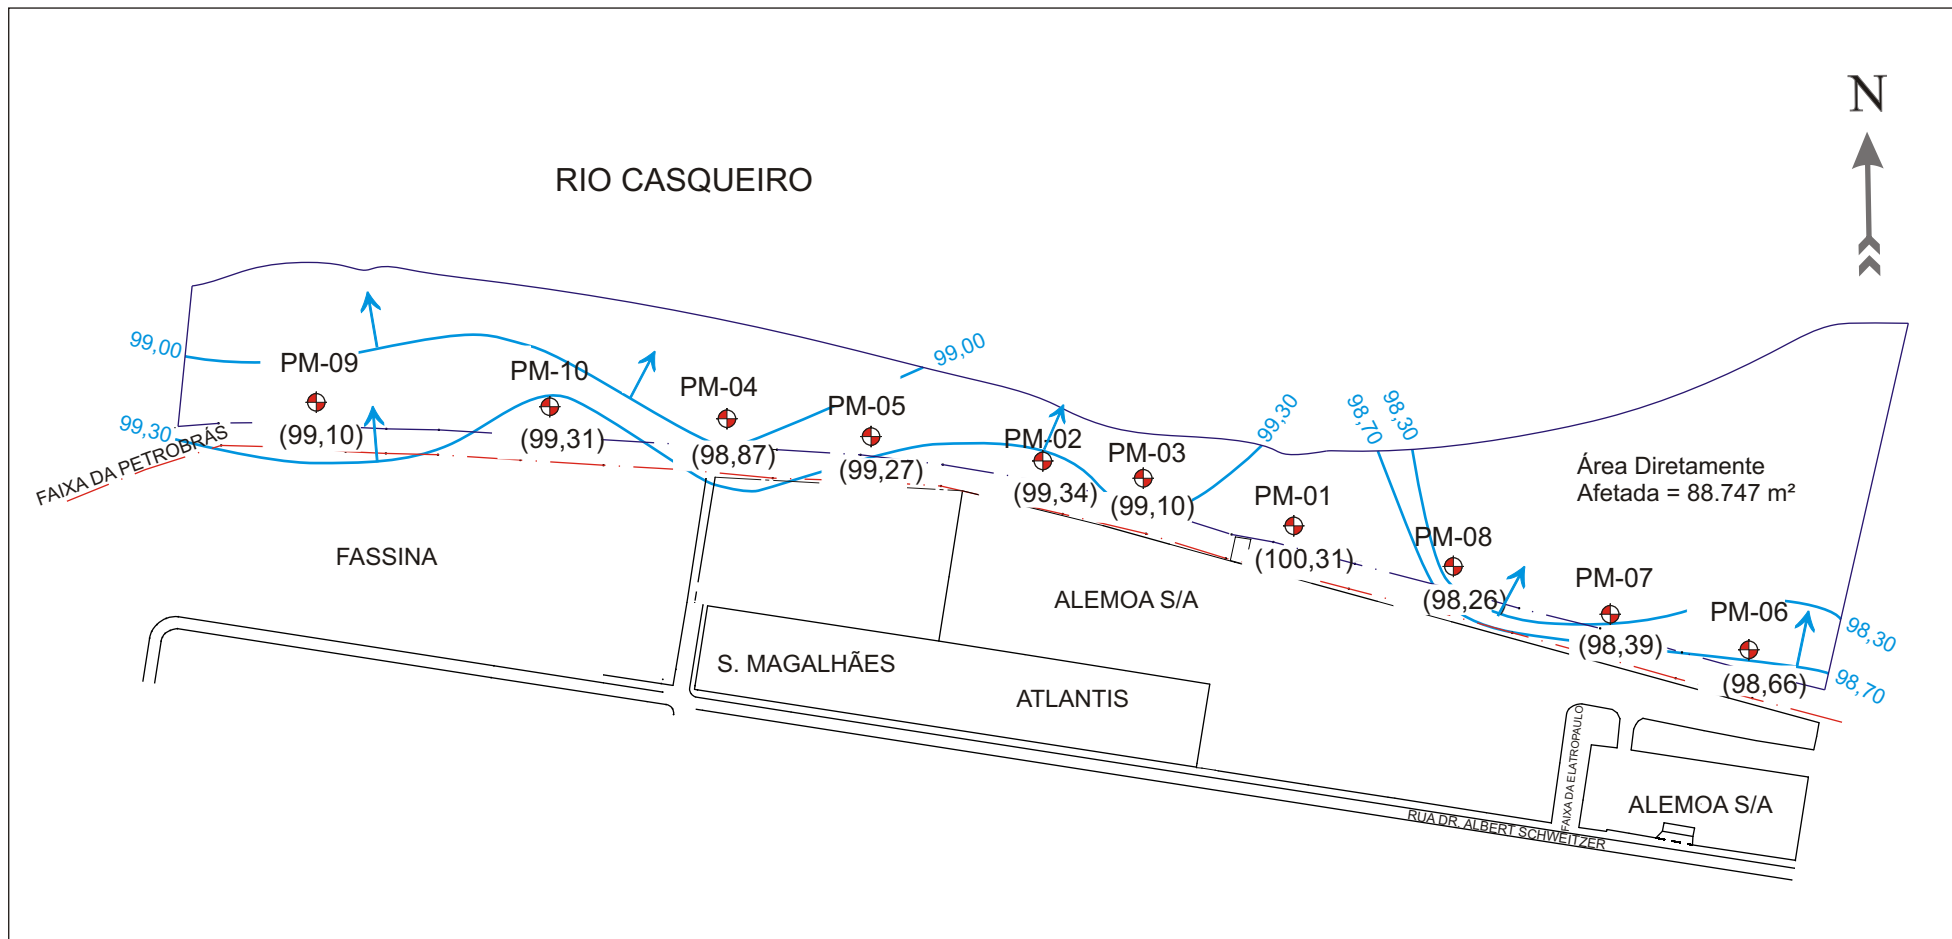 N
RIO CASQUEIRO
99,00
99,00
PM-09
PM-10
PM-04
PM-05
PM-02
PM-03
PM-01
99,30
98,70
98,30
99,30
FAIXA DA PETROBRÁS
(99,10)
(99,31)
(98,87)
(99,27)
(99,34)
(99,10)
(100,31)
Área Diretamente
Afetada = 88.747 m²
PM-08
PM-07
PM-06
(98,26)
(98,39)
(98,66)
98,30
98,70
FASSINA
ALEMOA S/A
S. MAGALHÃES
ATLANTIS
FAIXA DA ELATROPAULO
ALEMOA S/A
RUA DR. ALBERT SCHWEITZER